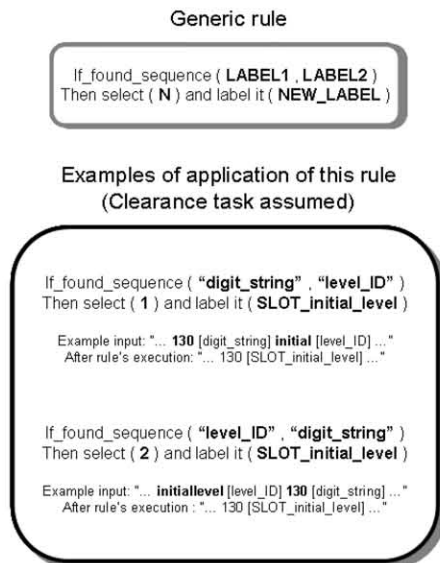 Generic rule
If_found_sequence ( LABEL1 , LABEL2 )
Then select ( N ) and label it ( NEW_LABEL )
Examples of application of this rule
(Clearance task assumed)
If_found_sequence ( “digit_string” , “level_ID” )
Then select ( 1 ) and label it ( SLOT_initial_level )
Example input: "... 130 [digit_string] initial [level_ID] ..."
After rule's execution: "... 130 [SLOT_initial_level] ..."
If_found_sequence ( “level_ID” , “digit_string” )
Then select ( 2 ) and label it ( SLOT_initial_level )
Example input: "... initiallevel [level_ID] 130 [digit_string] ..."
After rule's execution : "... 130 [SLOT_initial_level] ..."